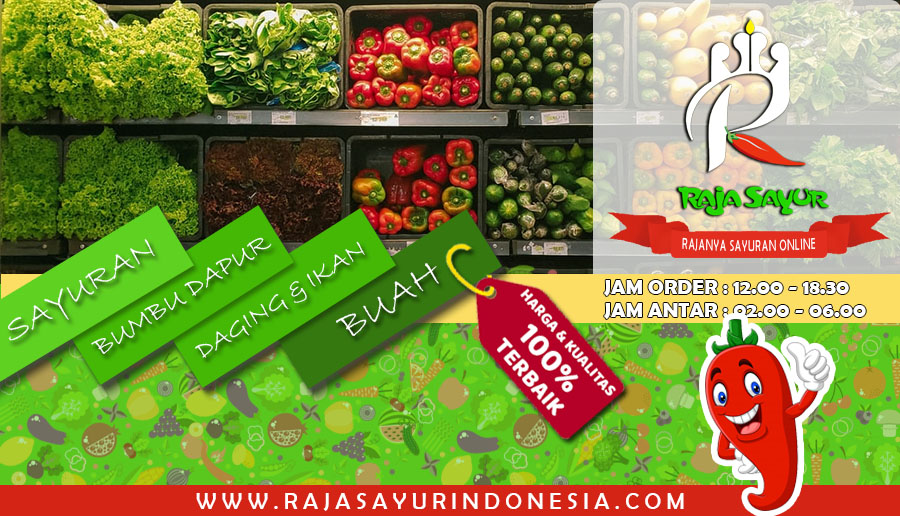 RAJA SAYUR
RAJANYA SAYURAN ONLINE
SAYURAN
BUMBU DAPUR
DAGING & IKAN
BUAH
HARGA & KUALITAS
100%
TERBAIK
JAM ORDER : 12.00 - 18.30
JAM ANTAR : 02.00 - 06.00
WWW.RAJASAYURINDONESIA.COM